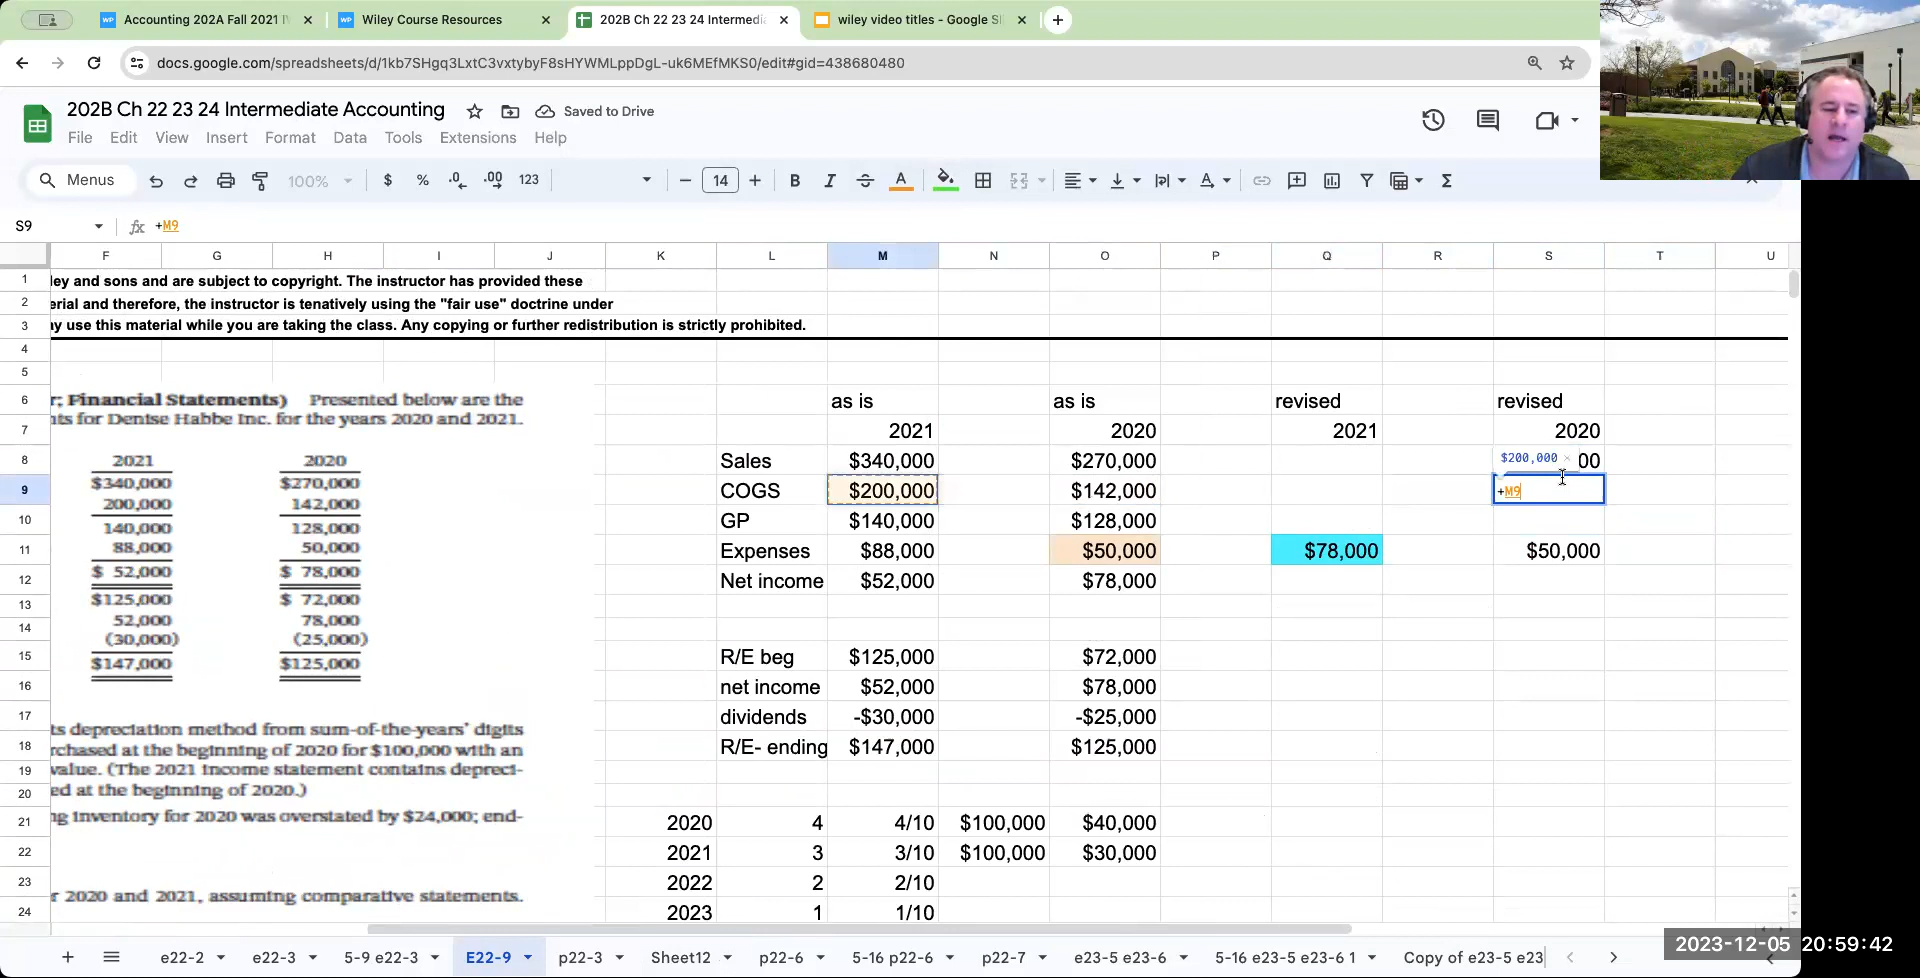 Accounting 202A Fall 2021 I
Wiley Course Resources
202B Ch 22 23 24 Intermedia
wiley video titles - Google Sl
docs.google.com/spreadsheets/d/1kb7SHgq3LxtC3vxtybyF8sHYWMLppDgL-uk6MEfMKS0/edit#gid=438680480
202B Ch 22 23 24 Intermediate Accounting
Saved to Drive
File Edit View Insert Format Data Tools Extensions Help
Menus 100% $ % .0 .00 123 14 B I A
S9 fx +M9
F G H I J K L M N O P Q R S T U
1 ley and sons and are subject to copyright. The instructor has provided these
2 erial and therefore, the instructor is tenatively using the "fair use" doctrine under
3 ay use this material while you are taking the class. Any copying or further redistribution is strictly prohibited.
4
5
6 as is as is revised revised
7 2021 2020 2021 2020
8 Sales $340,000 $270,000 $200,000 × 00
9 COGS $200,000 $142,000 +M9
10 GP $140,000 $128,000
11 Expenses $88,000 $50,000 $78,000 $50,000
12 Net income $52,000 $78,000
13
14
15 R/E beg $125,000 $72,000
16 net income $52,000 $78,000
17 dividends -$30,000 -$25,000
18 R/E- ending $147,000 $125,000
19
20
21 2020 4 4/10 $100,000 $40,000
22 2021 3 3/10 $100,000 $30,000
23 2022 2 2/10
24 2023 1 1/10
r; Financial Statements) Presented below are the
nts for Denise Habbe Inc. for the years 2020 and 2021.
2021 2020
$340,000 $270,000
200,000 142,000
140,000 128,000
88,000 50,000
$ 52,000 $ 78,000
$125,000 $ 72,000
52,000 78,000
(30,000) (25,000)
$147,000 $125,000
ts depreciation method from sum-of-the-years' digits
rchased at the beginning of 2020 for $100,000 with an
value. (The 2021 income statement contains depreci-
ed at the beginning of 2020.)
ng inventory for 2020 was overstated by $24,000; end-
r 2020 and 2021, assuming comparative statements.
e22-2 e22-3 5-9 e22-3 E22-9 p22-3 Sheet12 p22-6 5-16 p22-6 p22-7 e23-5 e23-6 5-16 e23-5 e23-6 1 Copy of e23-5 e23
2023-12-05 20:59:42